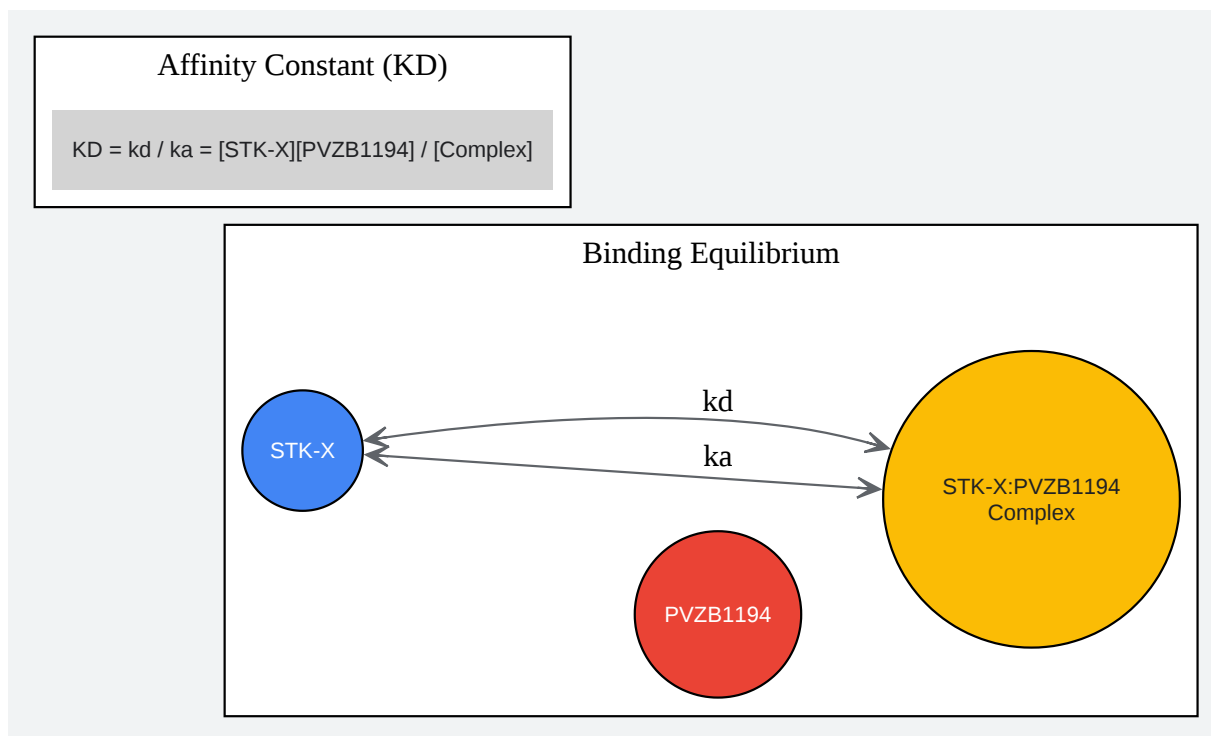 Affinity Constant (KD)
KD = kd / ka = [STK-X][PVZB1194] / [Complex]
Binding Equilibrium
kd
ka
STK-X
STK-X:PVZB1194
Complex
PVZB1194